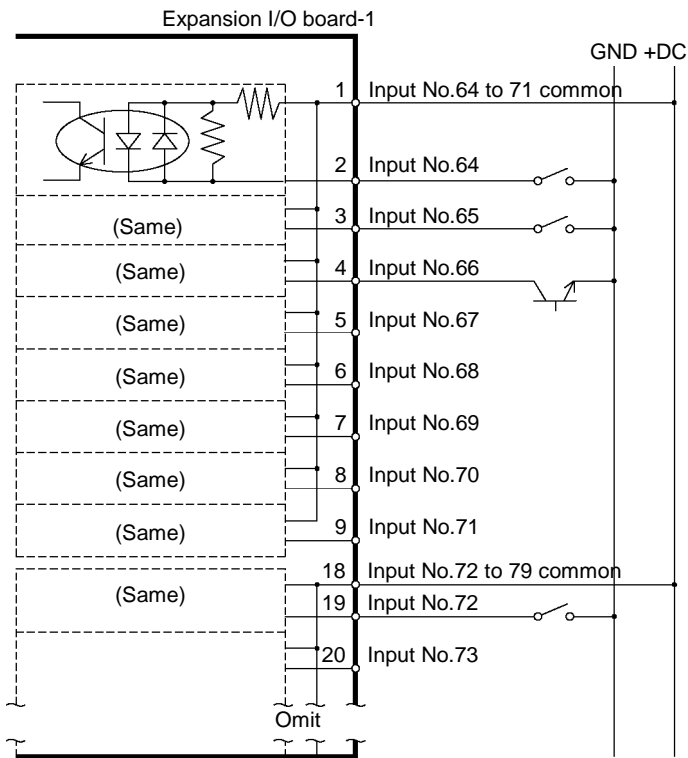 Expansion I/O board-1
GND +DC
1 Input No.64 to 71 common
2 Input No.64
(Same) 3 Input No.65
(Same) 4 Input No.66
(Same) 5 Input No.67
(Same) 6 Input No.68
(Same) 7 Input No.69
(Same) 8 Input No.70
(Same) 9 Input No.71
18 Input No.72 to 79 common
(Same)
19 Input No.72
20 Input No.73
Omit